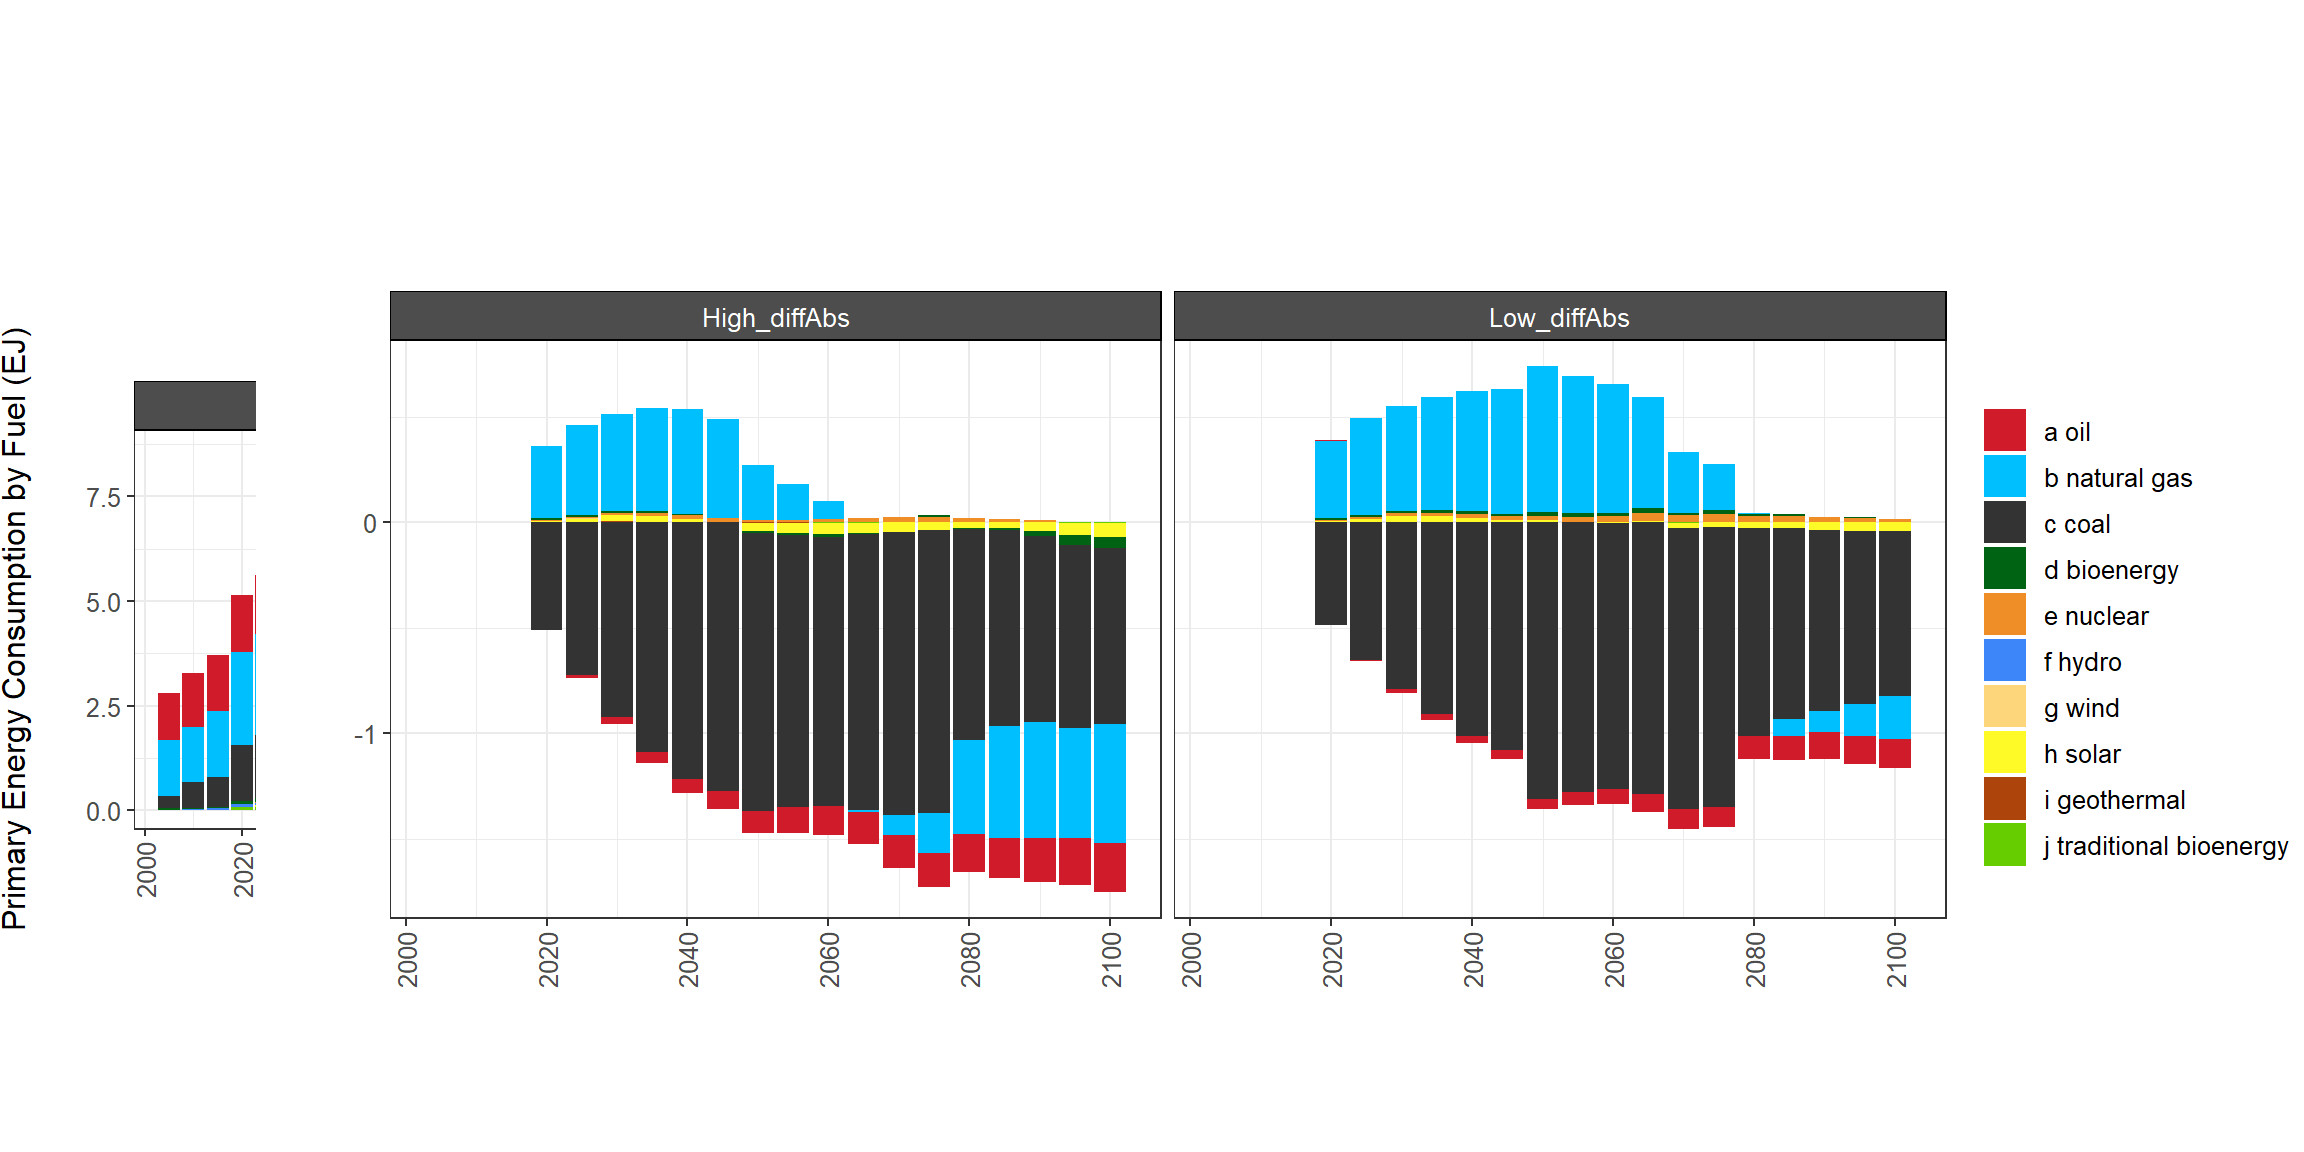 Primary Energy Consumption by Fuel (EJ)
7.5
5.0
2.5
0.0
2000
2020
High_diffAbs
Low_diffAbs
0
-1
2000
2020
2040
2060
2080
2100
2000
2020
2040
2060
2080
2100
a oil
b natural gas
c coal
d bioenergy
e nuclear
f hydro
g wind
h solar
i geothermal
j traditional bioenergy